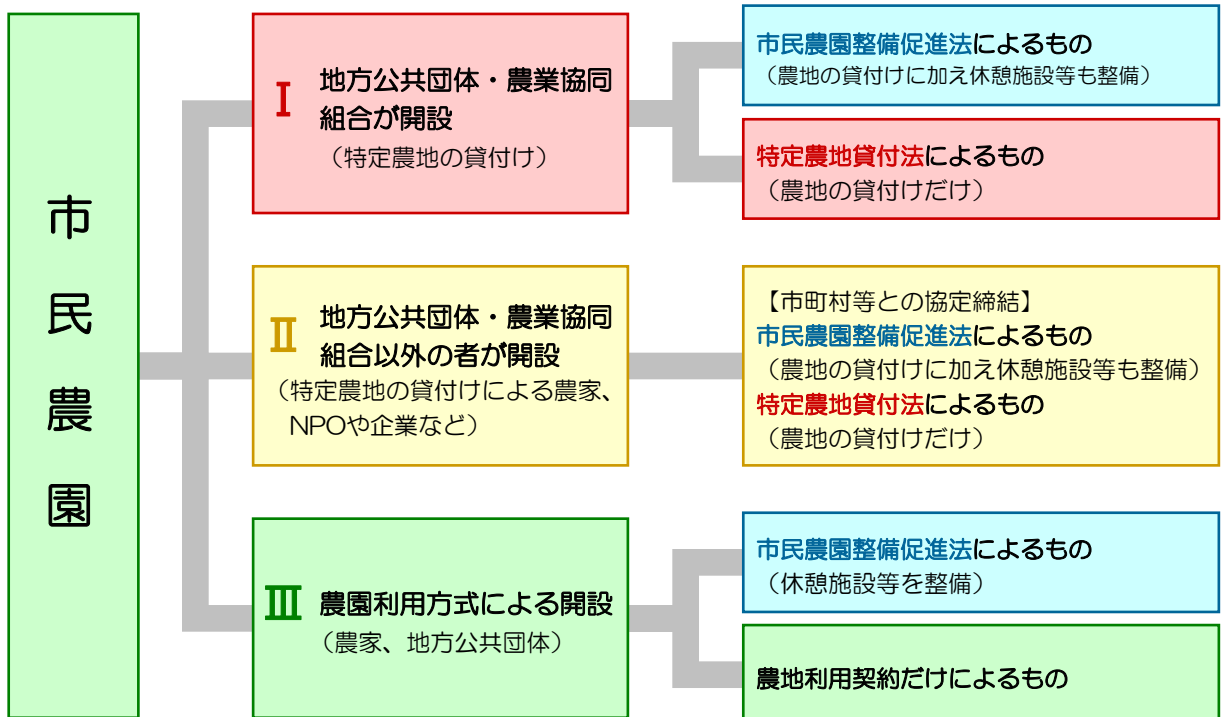 市民農園
Ⅰ 地方公共団体・農業協同
組合が開設
（特定農地の貸付け）
市民農園整備促進法によるもの
（農地の貸付けに加え休憩施設等も整備）
特定農地貸付法によるもの
（農地の貸付けだけ）
Ⅱ 地方公共団体・農業協同
組合以外の者が開設
（特定農地の貸付けによる農家、
NPOや企業など）
【市町村等との協定締結】
市民農園整備促進法によるもの
（農地の貸付けに加え休憩施設等も整備）
特定農地貸付法によるもの
（農地の貸付けだけ）
Ⅲ 農園利用方式による開設
（農家、地方公共団体）
市民農園整備促進法によるもの
（休憩施設等を整備）
農地利用契約だけによるもの